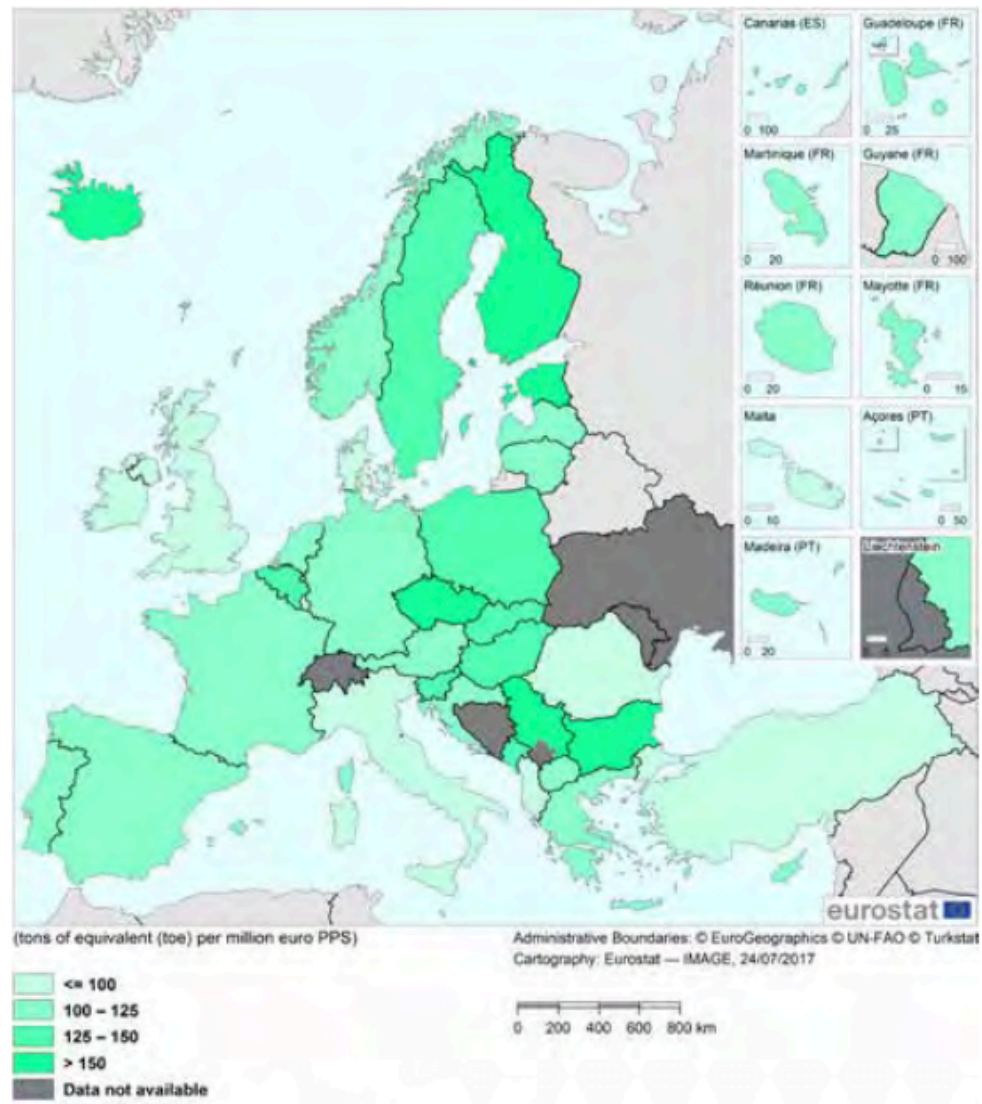 Canarias (ES)
0 100
Guadeloupe (FR)
0 25
Martinique (FR)
0 20
Guyane (FR)
0 100
Réunion (FR)
0 20
Mayotte (FR)
0 15
Malta
0 10
Açores (PT)
0 50
Madeira (PT)
0 20
Liechtenstein
eurostat
(tons of equivalent (toe) per million euro PPS)
Administrative Boundaries: © EuroGeographics © UN-FAO © Turkstat
Cartography: Eurostat — IMAGE, 24/07/2017
<= 100
100 – 125
125 – 150
> 150
Data not available
0 200 400 600 800 km